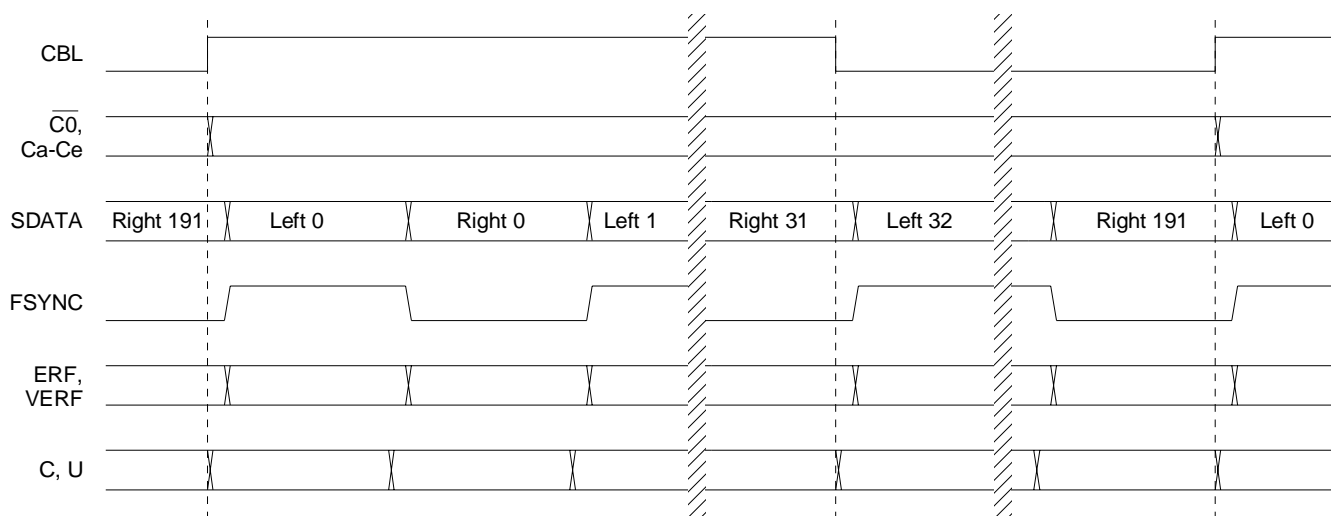 CBL
C0,
Ca-Ce
SDATA Right 191 Left 0 Right 0 Left 1 Right 31 Left 32 Right 191 Left 0
FSYNC
ERF,
VERF
C, U